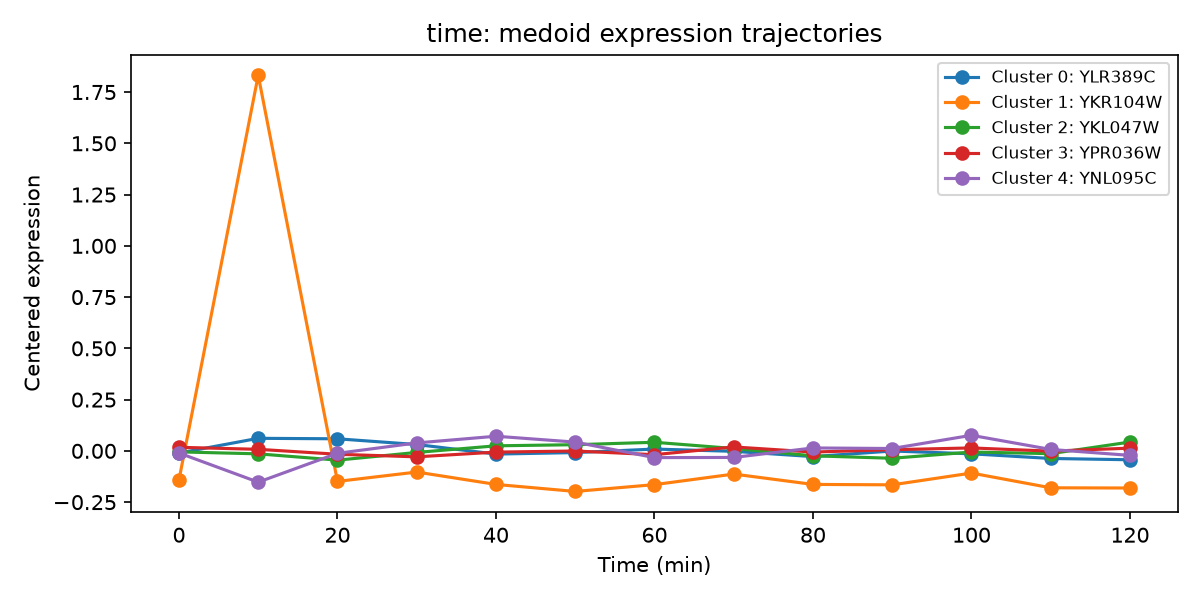 time: medoid expression trajectories
Cluster 0: YLR389C
Cluster 1: YKR104W
Cluster 2: YKL047W
Cluster 3: YPR036W
Cluster 4: YNL095C
Centered expression
1.75
1.50
1.25
1.00
0.75
0.50
0.25
0.00
−0.25
0 20 40 60 80 100 120
Time (min)